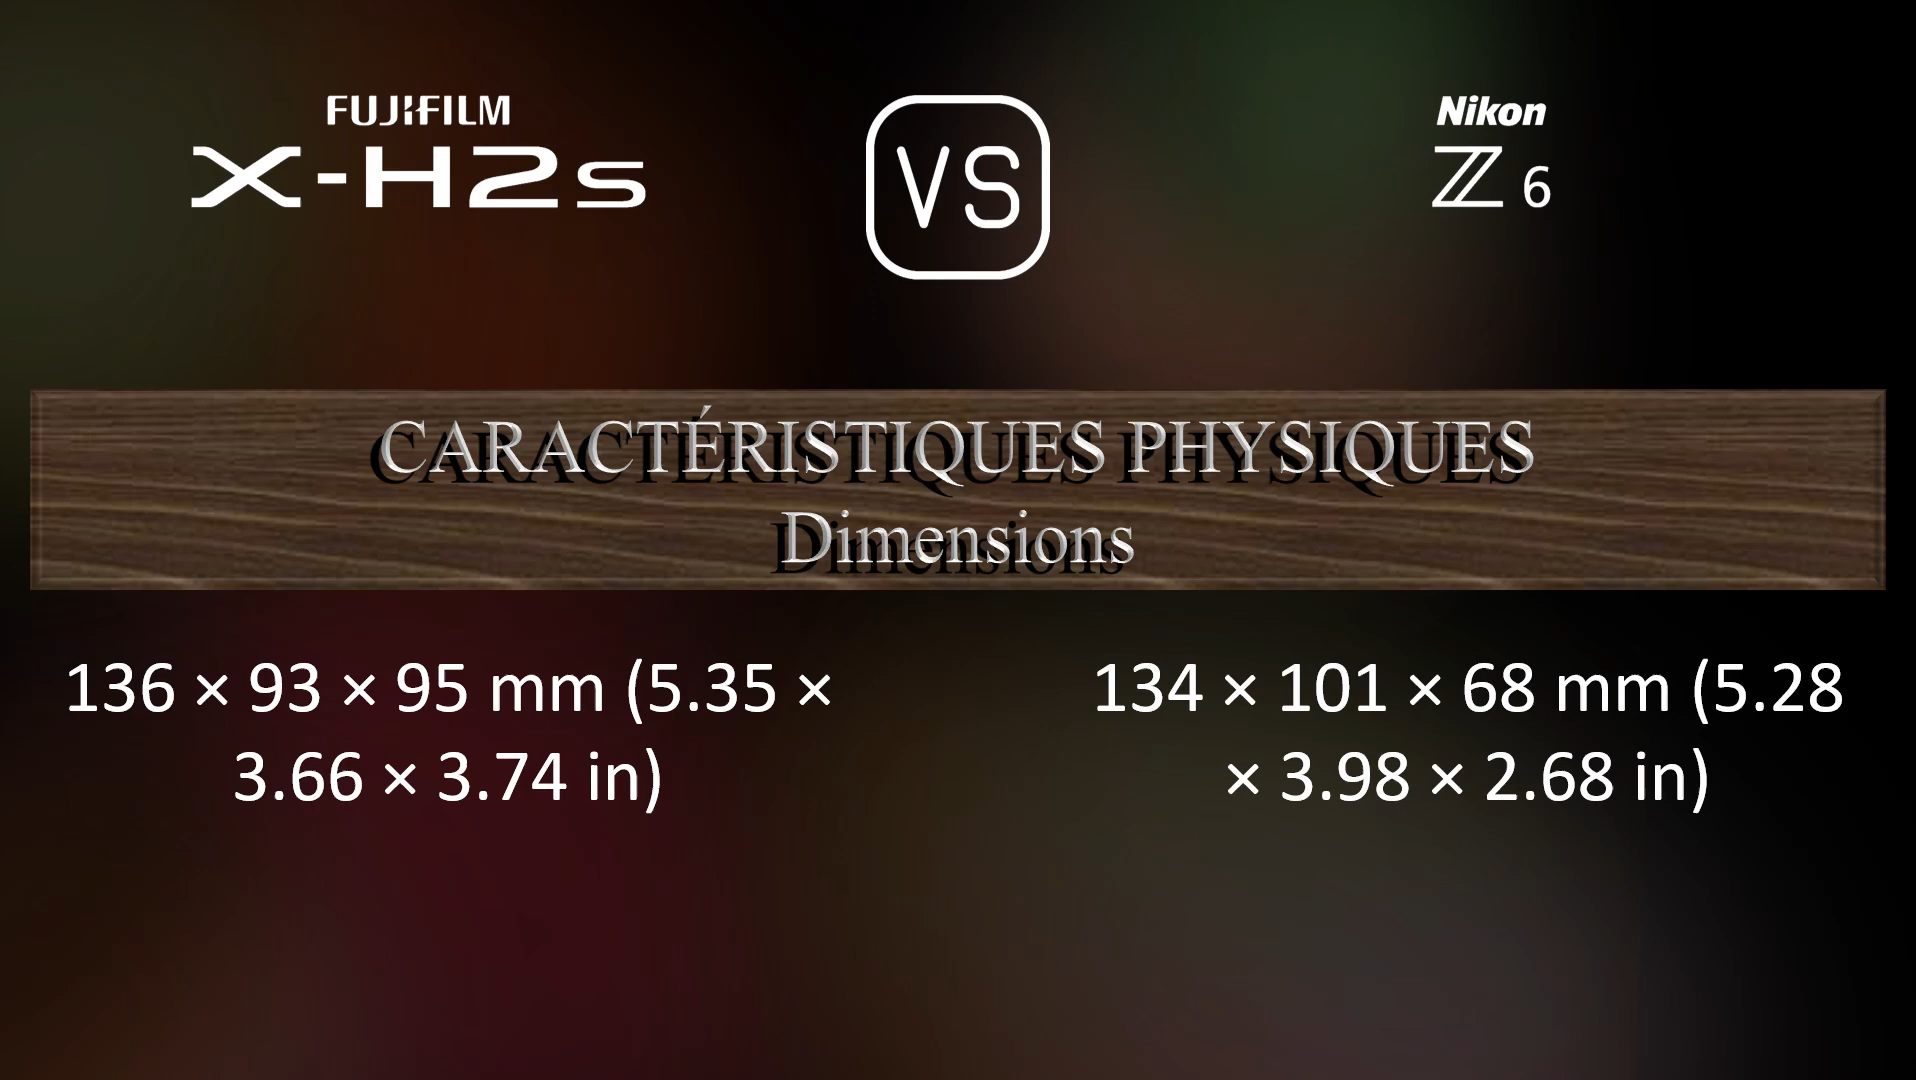 FUJIFILM
X-H2s
VS
Nikon
Z 6
CARACTÉRISTIQUES PHYSIQUES
Dimensions
136 × 93 × 95 mm (5.35 ×
3.66 × 3.74 in)
134 × 101 × 68 mm (5.28
× 3.98 × 2.68 in)